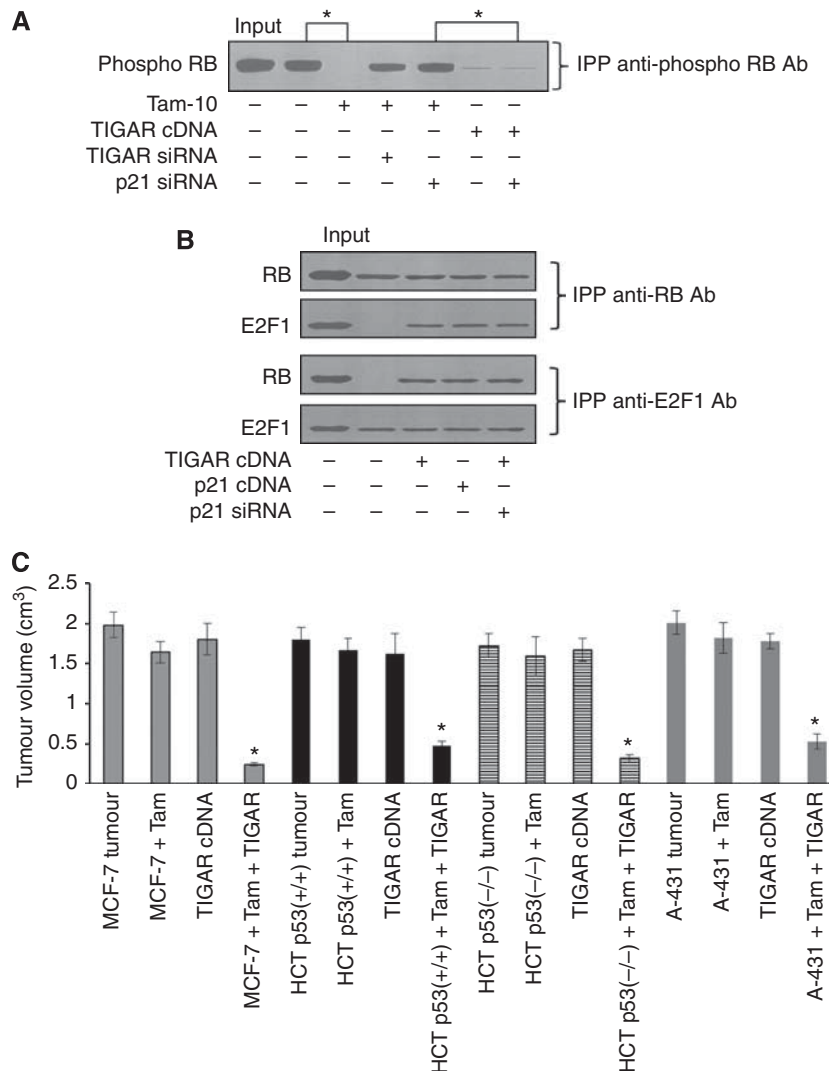 A
Input
*
*
Phospho RB
IPP anti-phospho RB Ab
Tam-10 – – + + + – –
TIGAR cDNA – – – – – + +
TIGAR siRNA – – – + – – –
p21 siRNA – – – – + – +
B
Input
RB
IPP anti-RB Ab
E2F1
RB
IPP anti-E2F1 Ab
E2F1
TIGAR cDNA – – + – +
p21 cDNA – – – + –
p21 siRNA – – – – +
C
Tumour volume (cm³)
2.5
2
1.5
1
0.5
0
*
*
*
*
MCF-7 tumour
MCF-7 + Tam
TIGAR cDNA
MCF-7 + Tam + TIGAR
HCT p53(+/+) tumour
HCT p53(+/+) + Tam
TIGAR cDNA
HCT p53(+/+) + Tam + TIGAR
HCT p53(–/–) tumour
HCT p53(–/–) + Tam
TIGAR cDNA
HCT p53(–/–) + Tam + TIGAR
A-431 tumour
A-431 + Tam
TIGAR cDNA
A-431 + Tam + TIGAR